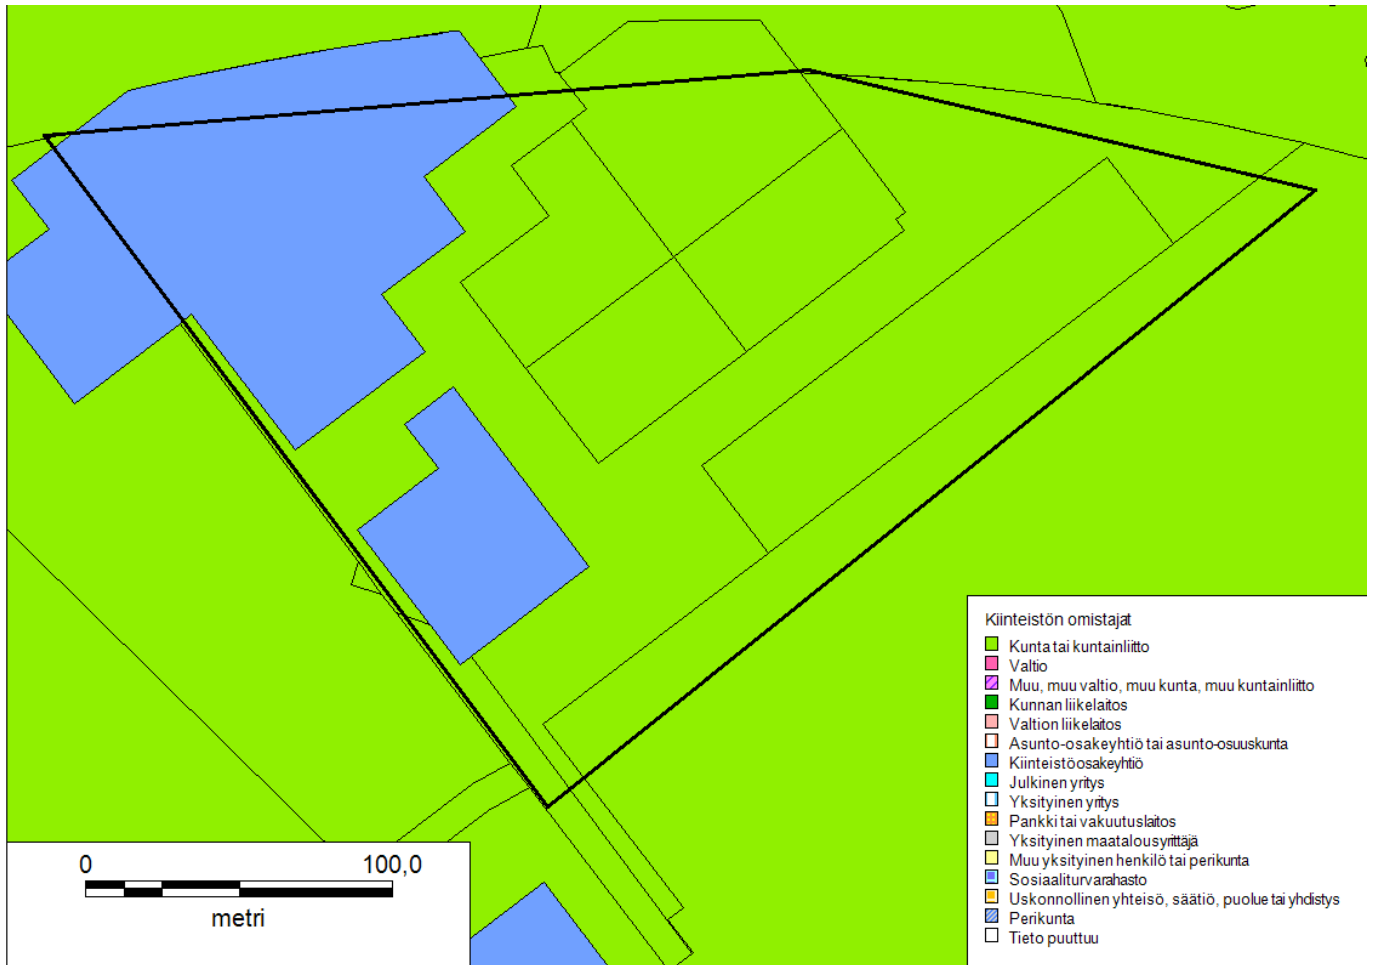 0 100,0
metri
Kiinteistön omistajat
Kunta tai kuntainliitto
Valtio
Muu, muu valtio, muu kunta, muu kuntainliitto
Kunnan liikelaitos
Valtion liikelaitos
Asunto-osakeyhtiö tai asunto-osuuskunta
Kiinteistöosakeyhtiö
Julkinen yritys
Yksityinen yritys
Pankki tai vakuutuslaitos
Yksityinen maatalousyrittäjä
Muu yksityinen henkilö tai perikunta
Sosiaaliturvarahasto
Uskonnollinen yhteisö, säätiö, puolue tai yhdistys
Perikunta
Tieto puuttuu